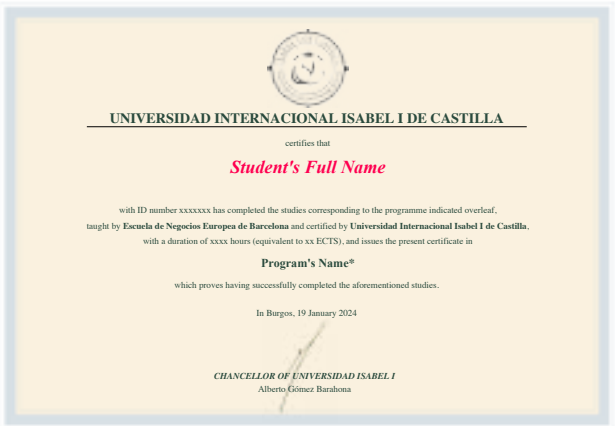 UNIVERSIDAD INTERNACIONAL ISABEL I DE CASTILLA
certifies that
Student's Full Name
with ID number xxxxxxx has completed the studies corresponding to the programme indicated overleaf,
taught by Escuela de Negocios Europea de Barcelona and certified by Universidad Internacional Isabel I de Castilla,
with a duration of xxxx hours (equivalent to xx ECTS), and issues the present certificate in
Program's Name*
which proves having successfully completed the aforementioned studies.
In Burgos, 19 January 2024
CHANCELLOR OF UNIVERSIDAD ISABEL I
Alberto Gómez Barahona